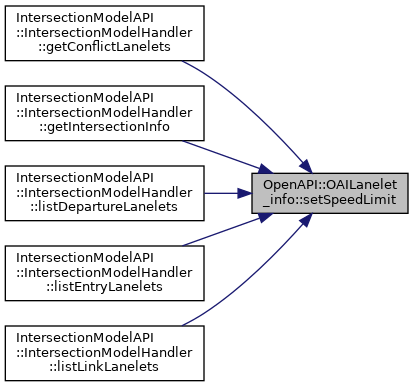 IntersectionModelAPI
::IntersectionModelHandler
::getConflictLanelets
IntersectionModelAPI
::IntersectionModelHandler
::getIntersectionInfo
IntersectionModelAPI
::IntersectionModelHandler
::listDepartureLanelets
OpenAPI::OAILanelet
_info::setSpeedLimit
IntersectionModelAPI
::IntersectionModelHandler
::listEntryLanelets
IntersectionModelAPI
::IntersectionModelHandler
::listLinkLanelets